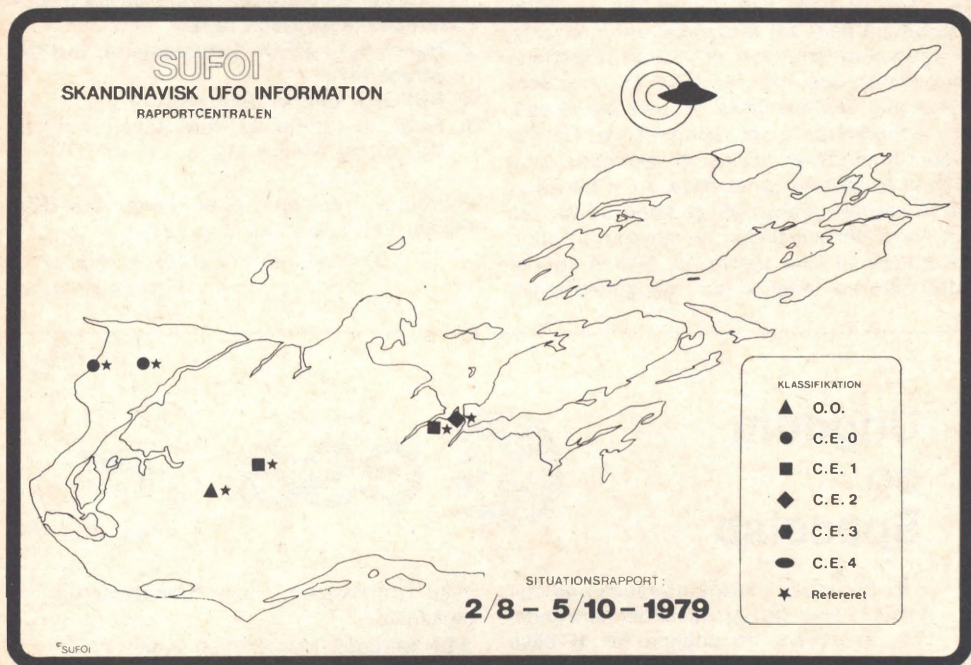 SUFOI
SKANDINAVISK UFO INFORMATION
RAPPORTCENTRALEN
KLASSIFIKATION
O.O.
C.E. 0
C.E. 1
C.E. 2
C.E. 3
C.E. 4
Refereret
SITUATIONSRAPPORT:
2/8 – 5/10 – 1979
©SUFOI